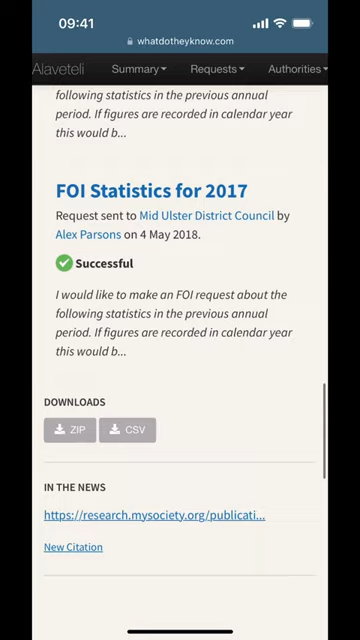 09:41
whatdotheyknow.com
Alaveteli Summary Requests Authorities
following statistics in the previous annual
period. If figures are recorded in calendar year
this would b...
FOI Statistics for 2017
Request sent to Mid Ulster District Council by
Alex Parsons on 4 May 2018.
Successful
I would like to make an FOI request about the
following statistics in the previous annual
period. If figures are recorded in calendar year
this would b...
DOWNLOADS
ZIP CSV
IN THE NEWS
https://research.mysociety.org/publicati...
New Citation